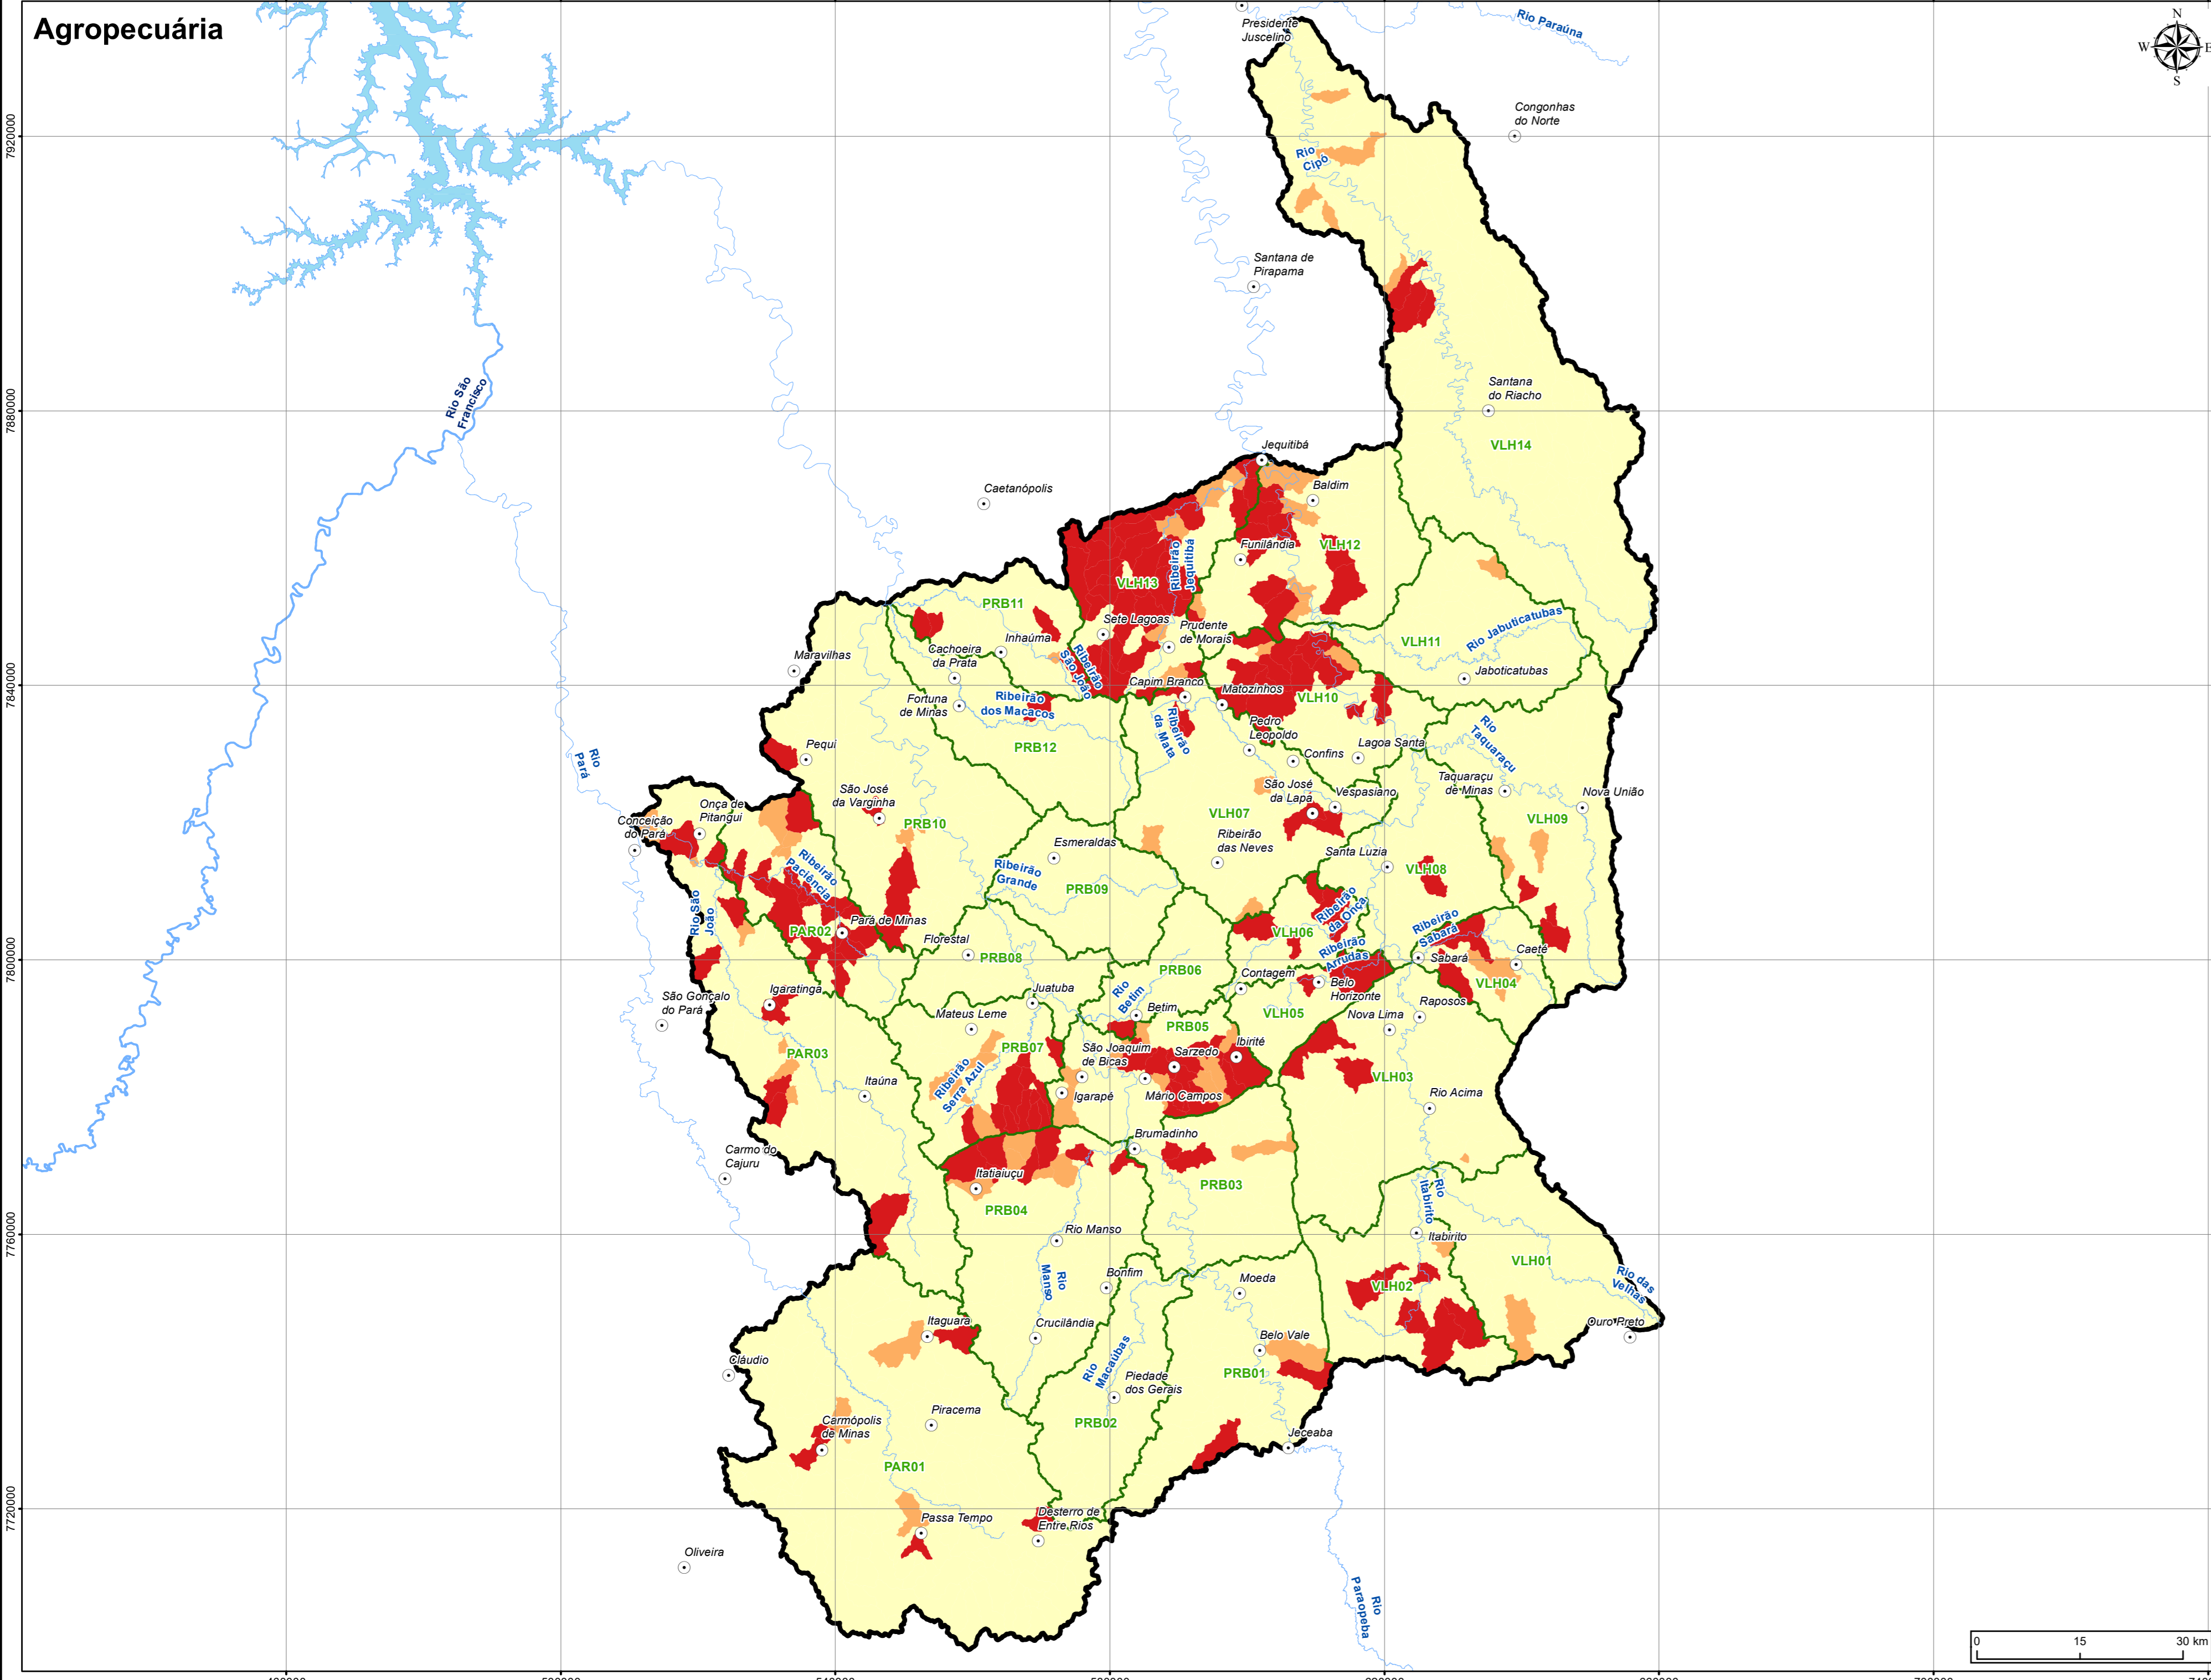 Agropecuária
N
W
E
S
Presidente
Juscelino
Rio Paraúna
Congonhas
do Norte
7920000
Rio
Cipó
Santana de
Pirapama
Rio São
Francisco
Santana
do Riacho
7880000
VLH14
Jequitibá
Caetanópolis
Baldim
Ribeirão
Jequitibá
Funilândia
VLH12
VLH13
PRB11
Sete Lagoas
Prudente
de Morais
Rio Jabuticatubas
VLH11
Inhaúma
Cachoeira
da Prata
Ribeirão
São João
Maravilhas
Jaboticatubas
7840000
Capim Branco
Matozinhos
VLH10
Fortuna
de Minas
Ribeirão
dos Macacos
Ribeirão
da Mata
Pedro
Leopoldo
Rio
Taquaraçu
Rio
Pará
Pequi
PRB12
Confins
Lagoa Santa
Taquaraçu
de Minas
São José
da Varginha
São José
da Lapa
Vespasiano
Nova União
Onça de
Pitangui
Conceição
do Pará
PRB10
VLH07
VLH09
Ribeirão
das Neves
Esmeraldas
Santa Luzia
Ribeirão
Paciência
Ribeirão
Grande
VLH08
PRB09
Rio São
João
Ribeirão
da Onça
Ribeirão
Sabará
Pará de Minas
PAR02
VLH06
Florestal
Ribeirão
Arrudas
Caeté
PRB08
Sabará
7800000
PRB06
Contagem
Belo
Horizonte
VLH04
Igaratinga
São Gonçalo
do Pará
Juatuba
Rio
Betim
Betim
Raposos
Mateus Leme
VLH05
Nova Lima
PRB05
PAR03
PRB07
São Joaquim
de Bicas
Sarzedo
Ibirité
Ribeirão
Serra Azul
VLH03
Itaúna
Igarapé
Mário Campos
Rio Acima
Brumadinho
Carmo do
Cajuru
Itatiaiuçu
PRB03
Rio
Itabirito
PRB04
7760000
Rio Manso
Itabirito
VLH01
Rio
Manso
Bonfim
Moeda
VLH02
Rio das
Velhas
Itaguara
Crucilândia
Belo Vale
Ouro Preto
Rio
Macaúbas
Cláudio
Piedade
dos Gerais
PRB01
Carmópolis
de Minas
Piracema
PRB02
Jeceaba
PAR01
7720000
Passa Tempo
Desterro de
Entre Rios
Oliveira
Rio
Paraopeba
0 15 30 km